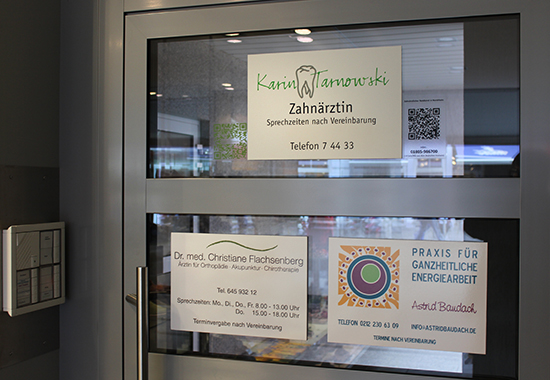 Karin Tarnowski
Zahnärztin
Sprechzeiten nach Vereinbarung
Telefon 7 44 33
Dr. med. Christiane Flachsenberg
Ärztin für Orthopädie · Akupunktur · Chirotherapie
Tel. 645 932 12
Sprechzeiten: Mo., Di., Do., Fr. 8.00 - 13.00 Uhr
Do. 15.00 - 18.00 Uhr
Terminvergabe nach Vereinbarung
PRAXIS FÜR
GANZHEITLICHE
ENERGIEARBEIT
Astrid Baudach
TELEFON 0212 230 63 09
INFO@ASTRIDBAUDACH.DE
TERMINE NACH VEREINBARUNG